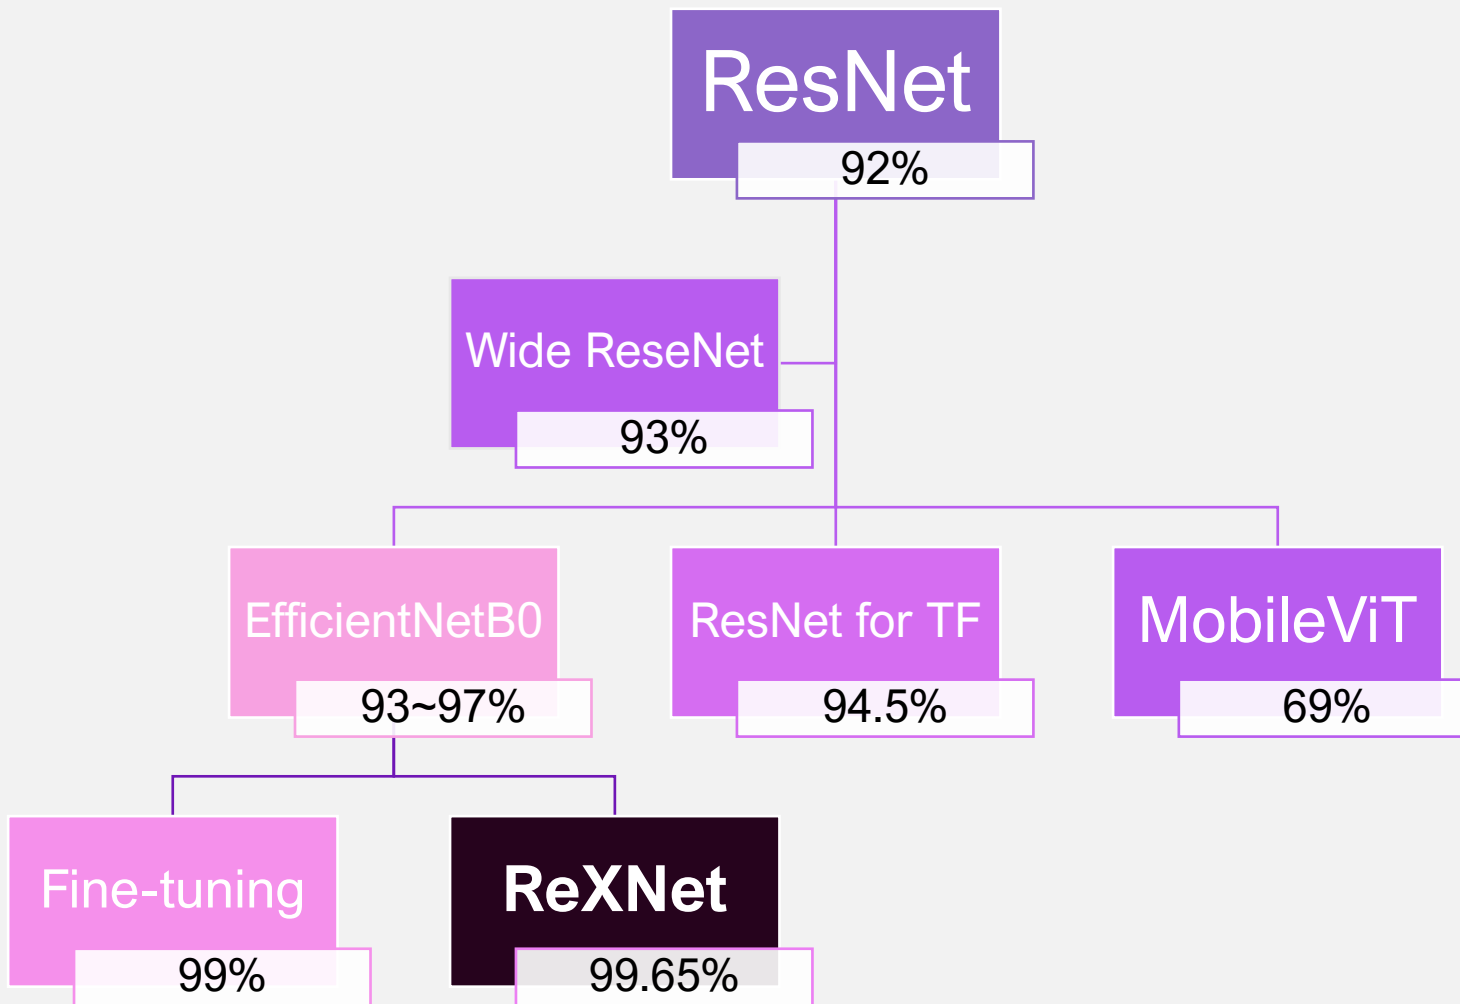 ResNet
92%
Wide ReseNet
93%
EfficientNetB0
93~97%
ResNet for TF
94.5%
MobileViT
69%
Fine-tuning
99%
ReXNet
99.65%